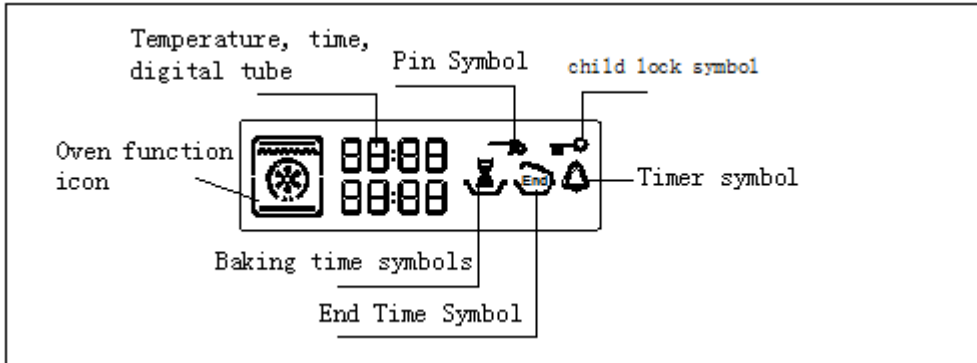 Temperature, time,
digital tube
Pin Symbol
child lock symbol
Oven function
icon
88:88
88:88
End
Timer symbol
Baking time symbols
End Time Symbol